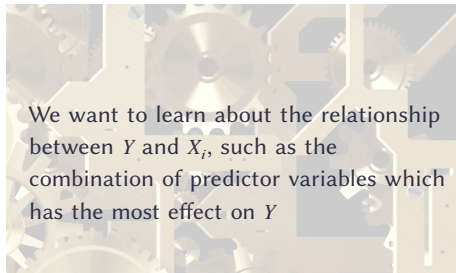 We want to learn about the relationship
between Y and Xᵢ, such as the
combination of predictor variables which
has the most effect on Y